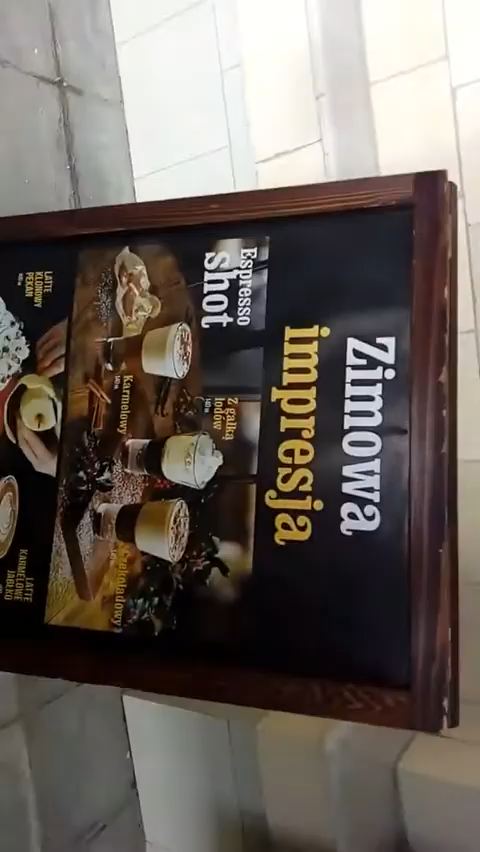 Zimowa
impresja
Espresso
shot
Z gałką
lodów
Karmelowy
Czekoladowy
LATTE
KLONOWY
PEKAN
LATTE
KARMELOWE
JABŁKO